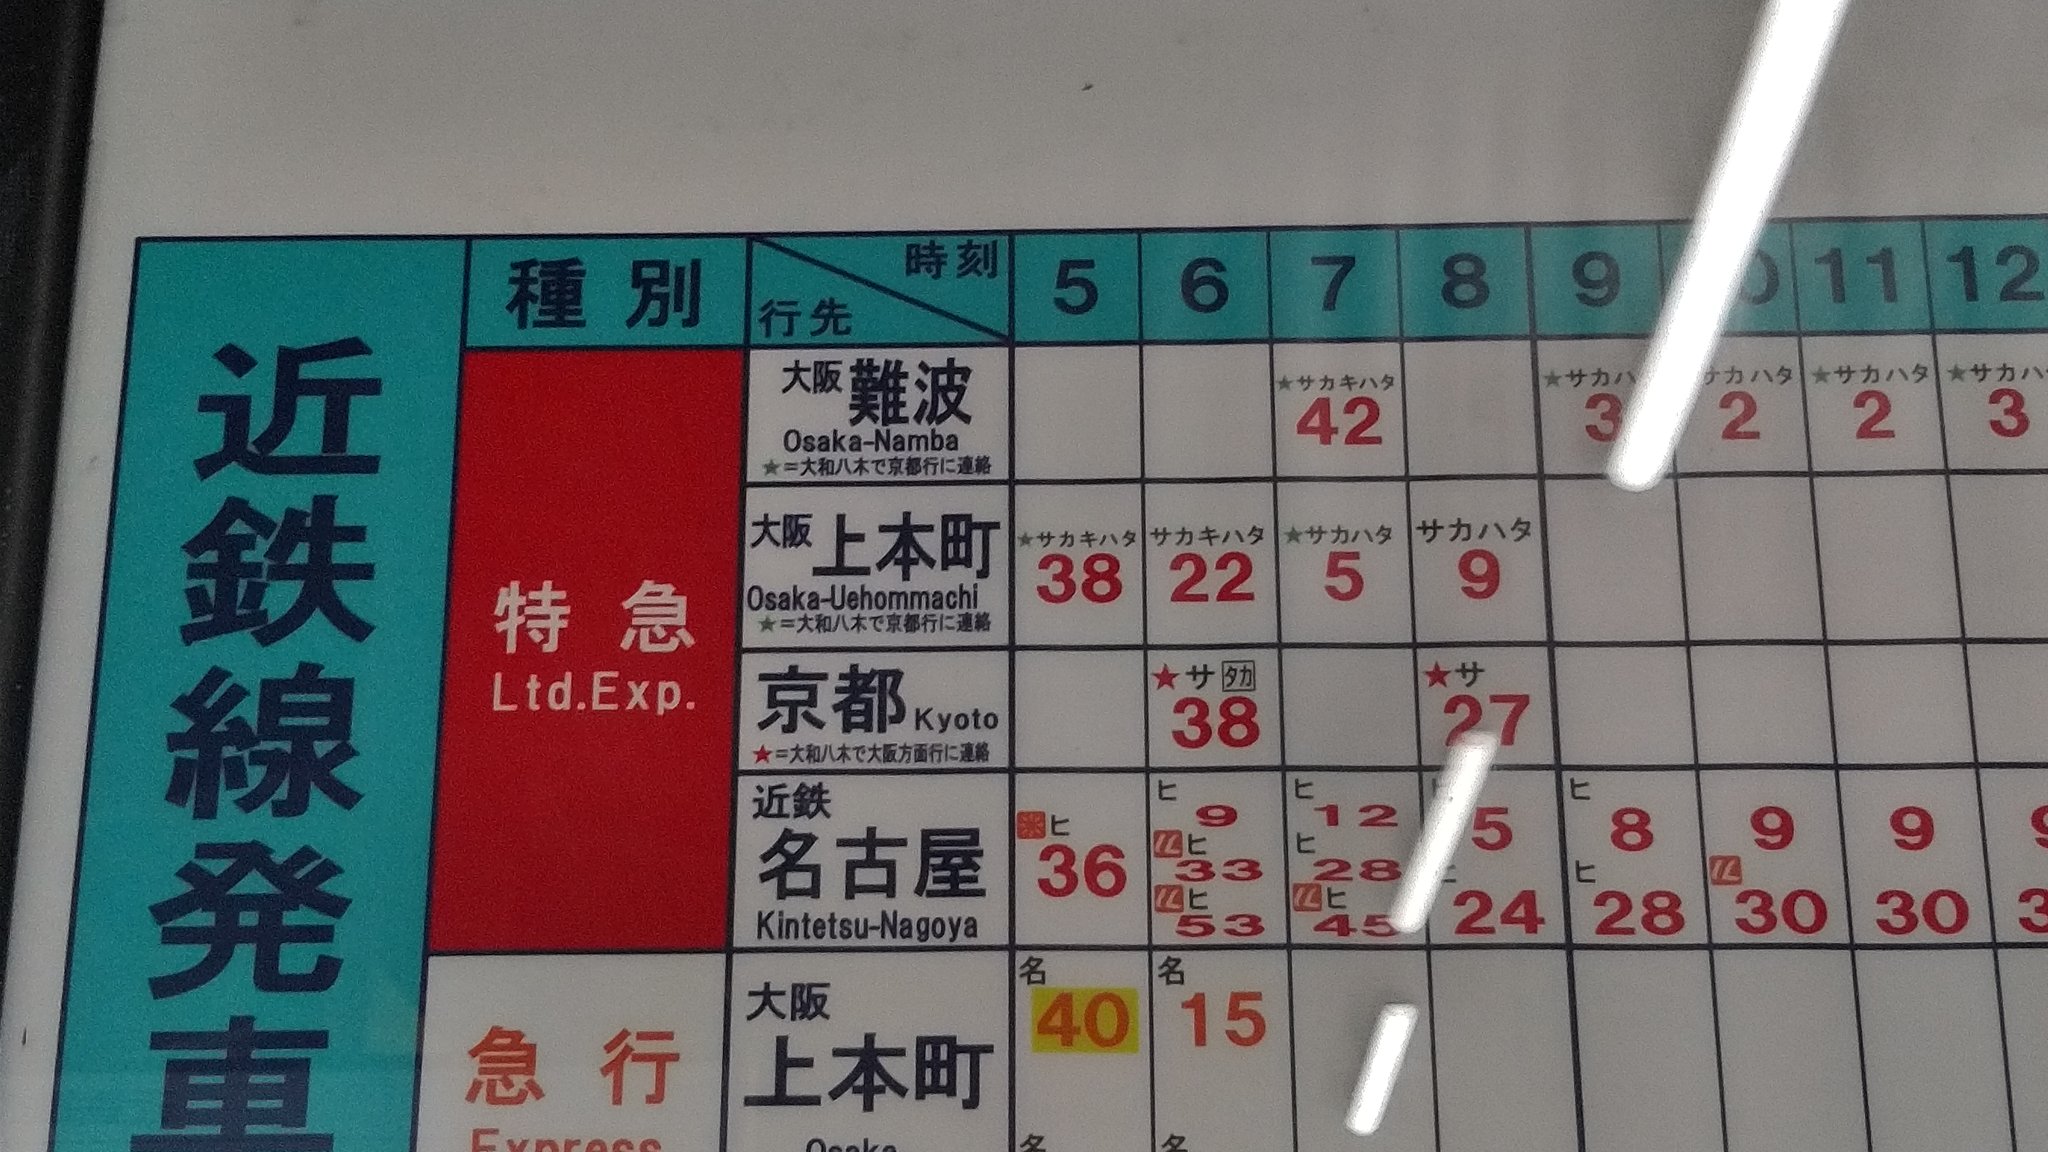 近鉄線発車
種別
時刻
行先
5 6 7 8 9 11 12
特急
Ltd.Exp.
大阪難波
Osaka-Namba
★=大和八木で京都行に連絡
★サカキハタ ★サカハ サカハタ ★サカハタ ★サカハ
42 3 2 2 3
大阪上本町
Osaka-Uehommachi
★=大和八木で京都行に連絡
★サカキハタ サカキハタ ★サカハタ サカハタ
38 22 5 9
京都 Kyoto
★=大和八木で大阪方面行に連絡
★サタカ ★サ
38 27
近鉄
名古屋
Kintetsu-Nagoya
ヒ ヒ ヒ
9 12 5 8 9 9
ヒ ヒ ヒ
36 33 28
ヒ ヒ ヒ
53 45 24 28 30 30
急行
Express
大阪
上本町
Osaka
名 名
40 15
名 名